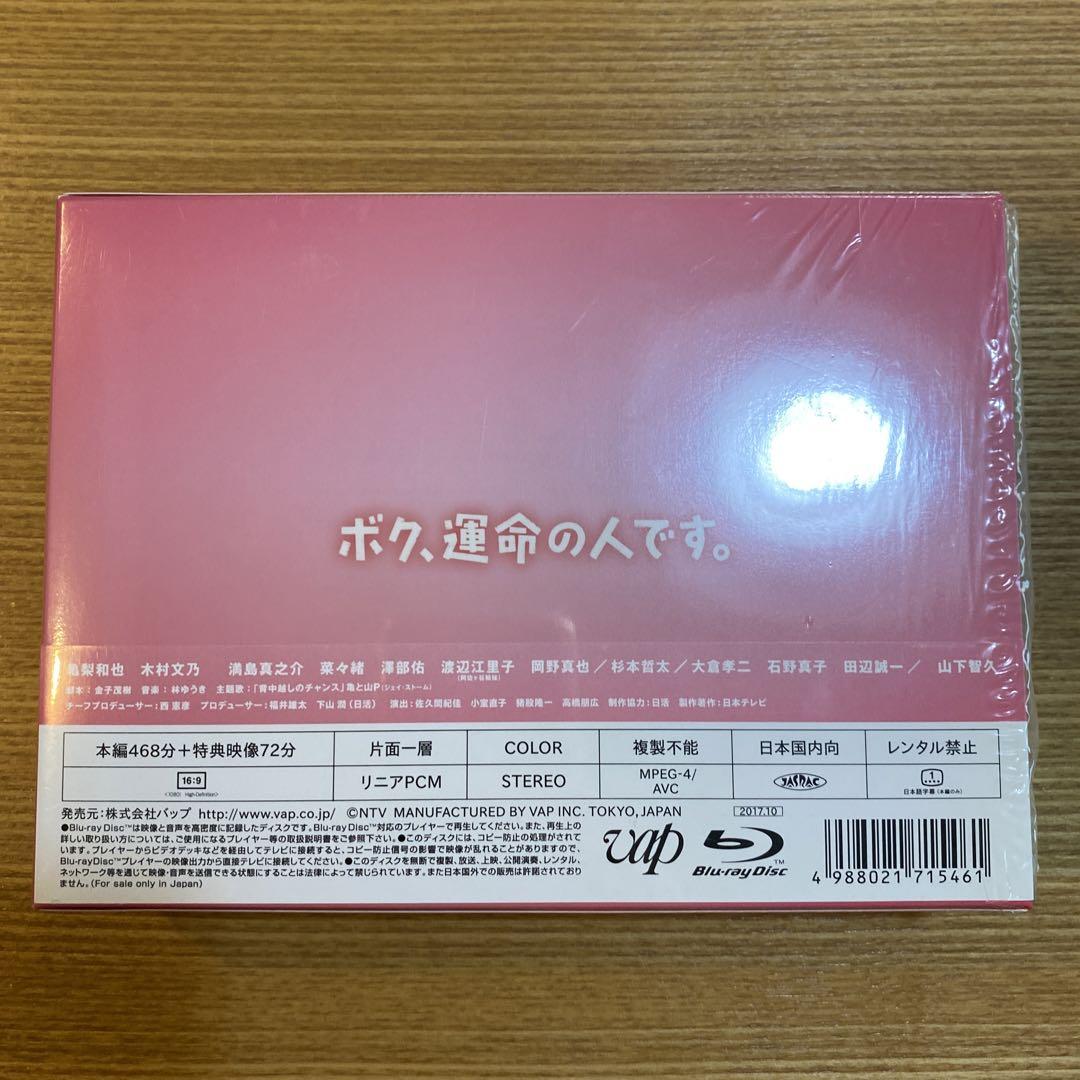 ボク、運命の人です。
亀梨和也 木村文乃 満島真之介 菜々緒 澤部佑 渡辺江里子 岡野真也／杉本哲太／大倉孝二 石野真子 田辺誠一／ 山下智久
(阿佐ヶ谷姉妹)
脚本：金子茂樹 音楽：林ゆうき 主題歌：「背中越しのチャンス」亀と山P(ジェイ・ストーム)
チーフプロデューサー：西 憲彦 プロデューサー：福井雄太 下山 潤（日活） 演出：佐久間紀佳 小室直子 猪股隆一 高橋朋広 制作協力：日活 製作著作：日本テレビ
本編468分＋特典映像72分 片面一層 COLOR 複製不能 日本国内向 レンタル禁止
16:9 リニアPCM STEREO MPEG-4/AVC JASRAC 1
<1080i High-Definition> 日本語字幕(本編のみ)
発売元：株式会社バップ http://www.vap.co.jp/ ©NTV MANUFACTURED BY VAP INC. TOKYO, JAPAN 2017.10
●Blu-ray Disc™は映像と音声を高密度に記録したディスクです。Blu-ray Disc™対応のプレイヤーで再生してください。また、再生上の
詳しい取り扱い方については、ご使用になるプレイヤー等の取扱説明書をご参照下さい。●このディスクには、コピー防止の処理がされて
います。プレイヤーからビデオデッキなどを経由してテレビに接続すると、コピー防止信号の影響で映像が乱れることがありますので、
Blu-rayDisc™プレイヤーの映像出力から直接テレビに接続してください。●このディスクを無断で複製、放送、上映、公開演奏、レンタル、
ネットワーク等を通じて映像・音声を送信できる状態にすることは法律によって禁じられています。また日本国外での販売は許諾されており
ません。(For sale only in Japan)
vap
Blu-ray Disc™
4 988021 715461